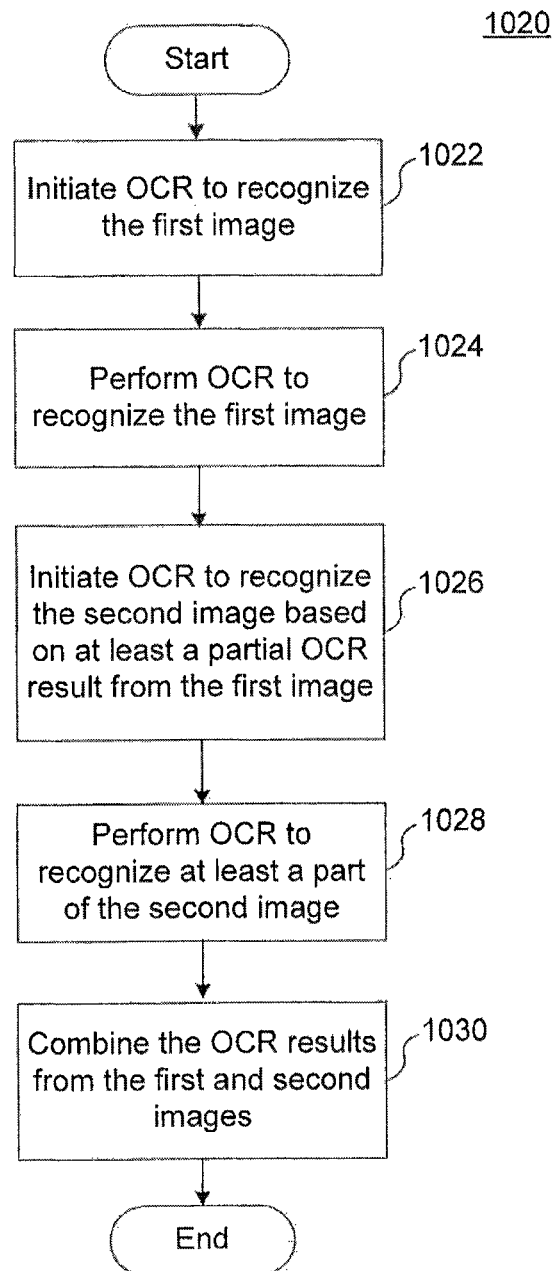 1020
Start
1022
Initiate OCR to recognize
the first image
1024
Perform OCR to
recognize the first image
1026
Initiate OCR to recognize
the second image based
on at least a partial OCR
result from the first image
1028
Perform OCR to
recognize at least a part
of the second image
1030
Combine the OCR results
from the first and second
images
End